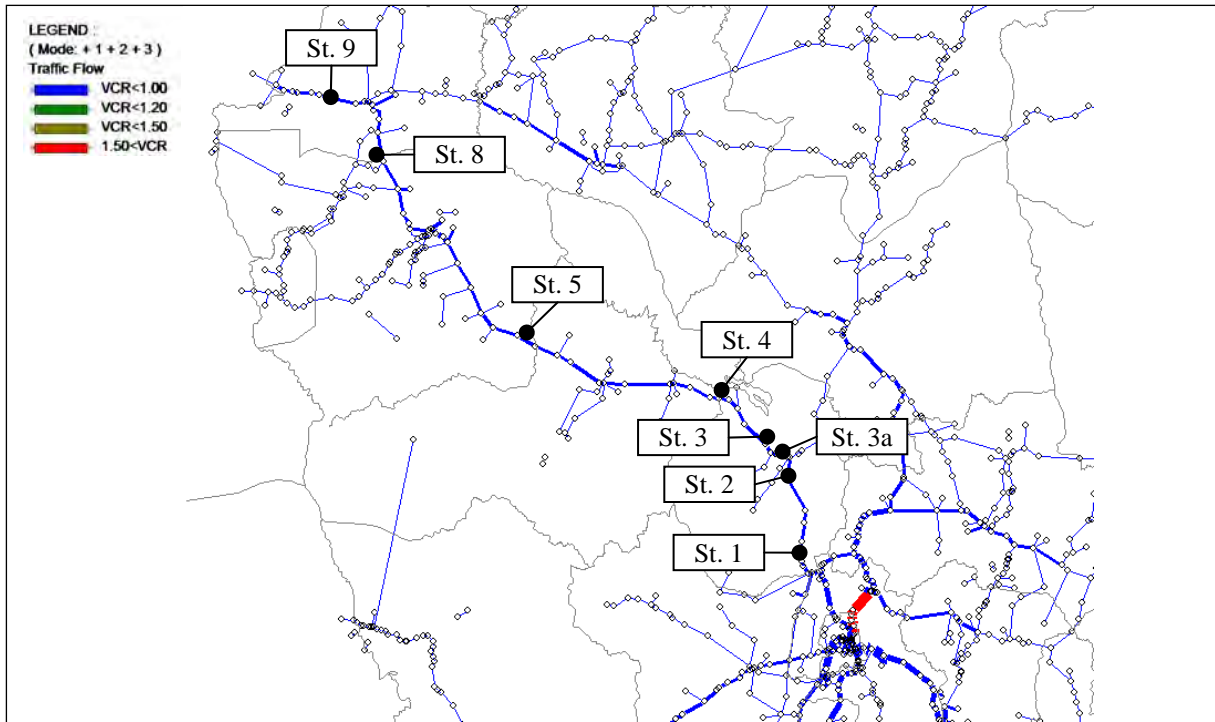 LEGEND :
( Mode: + 1 + 2 + 3 )
Traffic Flow
VCR<1.00
VCR<1.20
VCR<1.50
1.50<VCR
St. 9
St. 8
St. 5
St. 4
St. 3
St. 3a
St. 2
St. 1